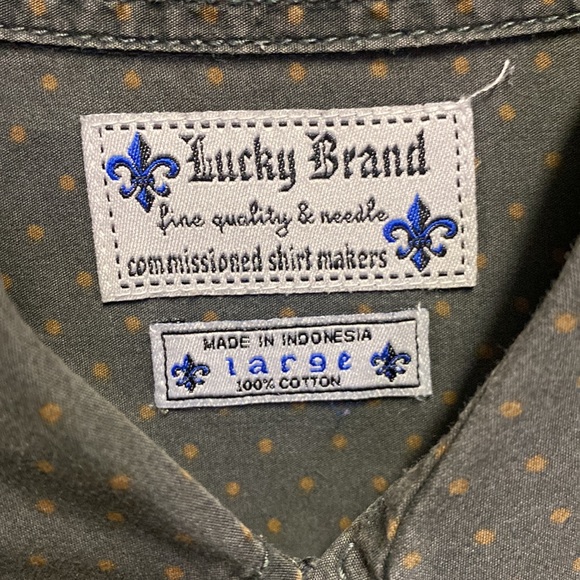 Lucky Brand
fine quality & needle
commissioned shirt makers
MADE IN INDONESIA
large
100% COTTON